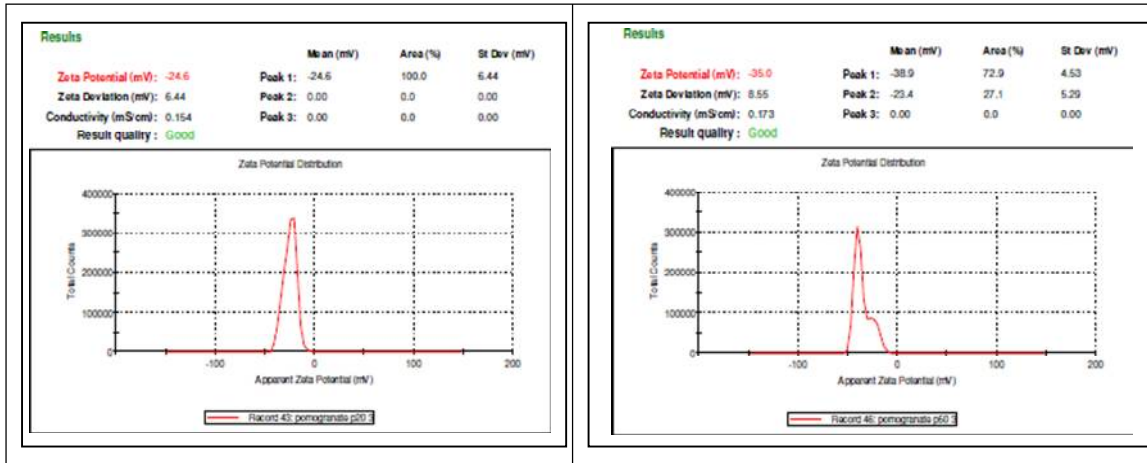 Results
Mean (mV) Area (%) St Dev (mV)
Zeta Potential (mV): -24.6 Peak 1: -24.6 100.0 6.44
Zeta Deviation (mV): 6.44 Peak 2: 0.00 0.0 0.00
Conductivity (mS/cm): 0.154 Peak 3: 0.00 0.0 0.00
Result quality : Good
Zeta Potential Distribution
400000
300000
200000
100000
0
Total Counts
-100 0 100 200
Apparent Zeta Potential (mV)
Record 43: pomogranate p20 3
Results
Mean (mV) Area (%) St Dev (mV)
Zeta Potential (mV): -35.0 Peak 1: -38.9 72.9 4.53
Zeta Deviation (mV): 8.55 Peak 2: -23.4 27.1 5.29
Conductivity (mS/cm): 0.173 Peak 3: 0.00 0.0 0.00
Result quality : Good
Zeta Potential Distribution
400000
300000
200000
100000
0
Total Counts
-100 0 100 200
Apparent Zeta Potential (mV)
Record 46: pomogranate p60 3